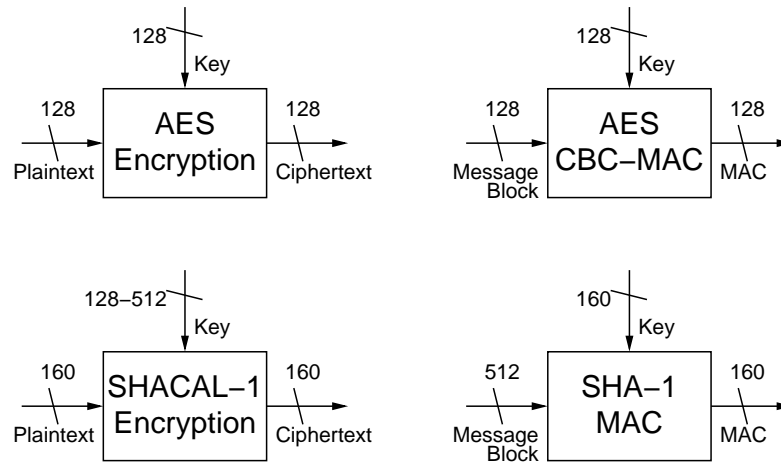 128
Key
128
AES
Encryption
128
Plaintext
Ciphertext
128
Key
128
AES
CBC−MAC
128
Message
Block
MAC
128−512
Key
160
SHACAL−1
Encryption
160
Plaintext
Ciphertext
160
Key
512
SHA−1
MAC
160
Message
Block
MAC